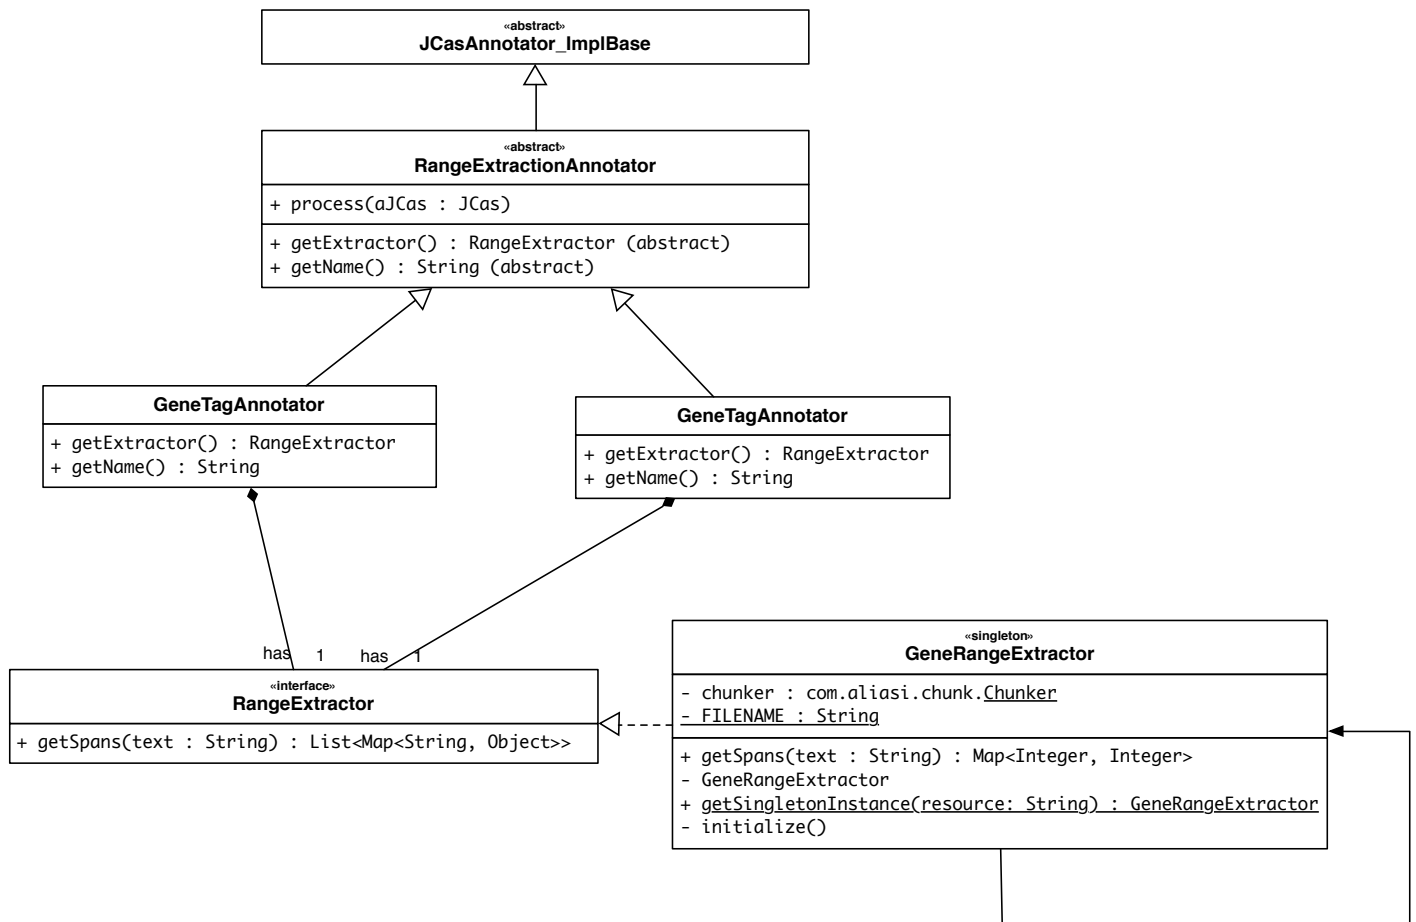 «abstract»
JCasAnnotator_ImplBase
«abstract»
RangeExtractionAnnotator
+ process(aJCas : JCas)
+ getExtractor() : RangeExtractor (abstract)
+ getName() : String (abstract)
GeneTagAnnotator
+ getExtractor() : RangeExtractor
+ getName() : String
GeneTagAnnotator
+ getExtractor() : RangeExtractor
+ getName() : String
has 1 has 1
«interface»
RangeExtractor
+ getSpans(text : String) : List<Map<String, Object>>
«singleton»
GeneRangeExtractor
- chunker : com.aliasi.chunk.Chunker
- FILENAME : String
+ getSpans(text : String) : Map<Integer, Integer>
- GeneRangeExtractor
+ getSingletonInstance(resource: String) : GeneRangeExtractor
- initialize()